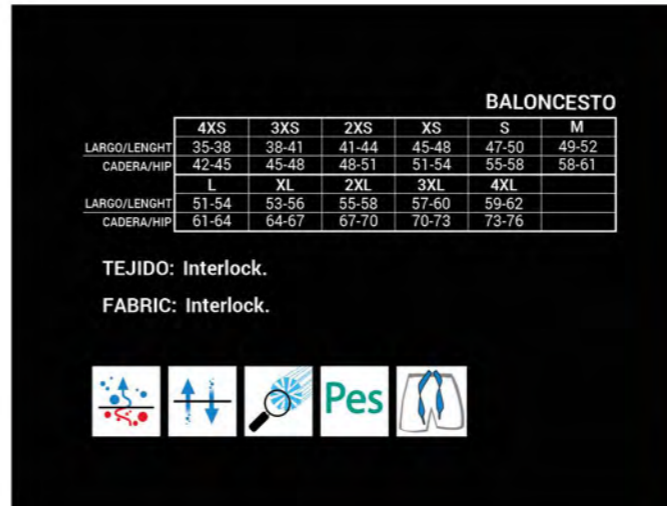 BALONCESTO
4XS 3XS 2XS XS S M
LARGO/LENGHT 35-38 38-41 41-44 45-48 47-50 49-52
CADERA/HIP 42-45 45-48 48-51 51-54 55-58 58-61
L XL 2XL 3XL 4XL
LARGO/LENGHT 51-54 53-56 55-58 57-60 59-62
CADERA/HIP 61-64 64-67 67-70 70-73 73-76
TEJIDO: Interlock.
FABRIC: Interlock.
Pes